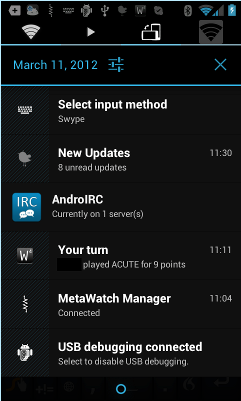 March 11, 2012
Select input method
Swype
New Updates
11:30
8 unread updates
IRC
AndroIRC
Currently on 1 server(s)
W
Your turn
11:11
played ACUTE for 9 points
MetaWatch Manager
11:04
Connected
USB debugging connected
Select to disable USB debugging.